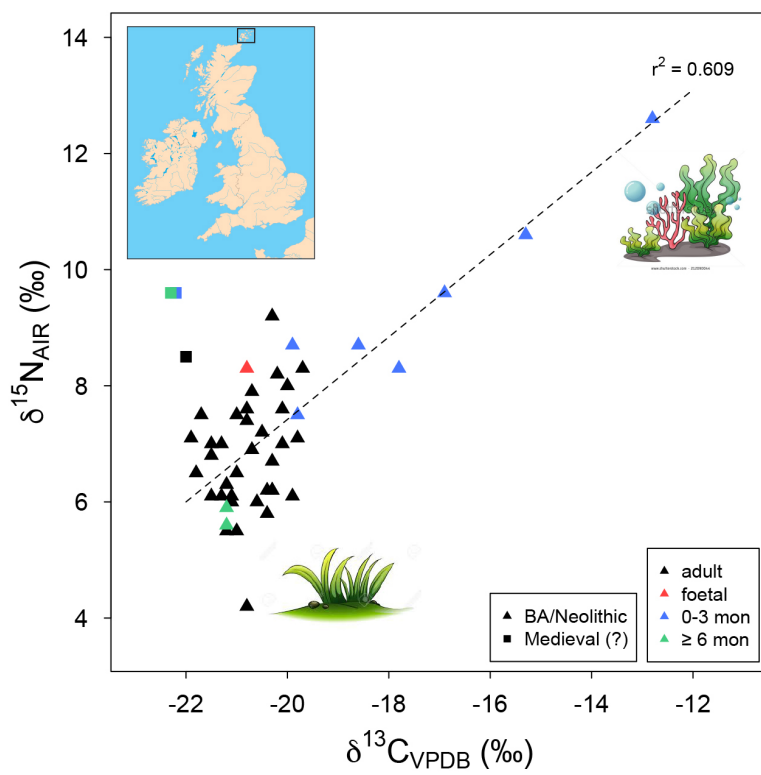 r² = 0.609
14
12
10
8
6
4
δ¹⁵N_AIR (‰)
-22
-20
-18
-16
-14
-12
δ¹³C_VPDB (‰)
BA/Neolithic
Medieval (?)
adult
foetal
0-3 mon
≥ 6 mon